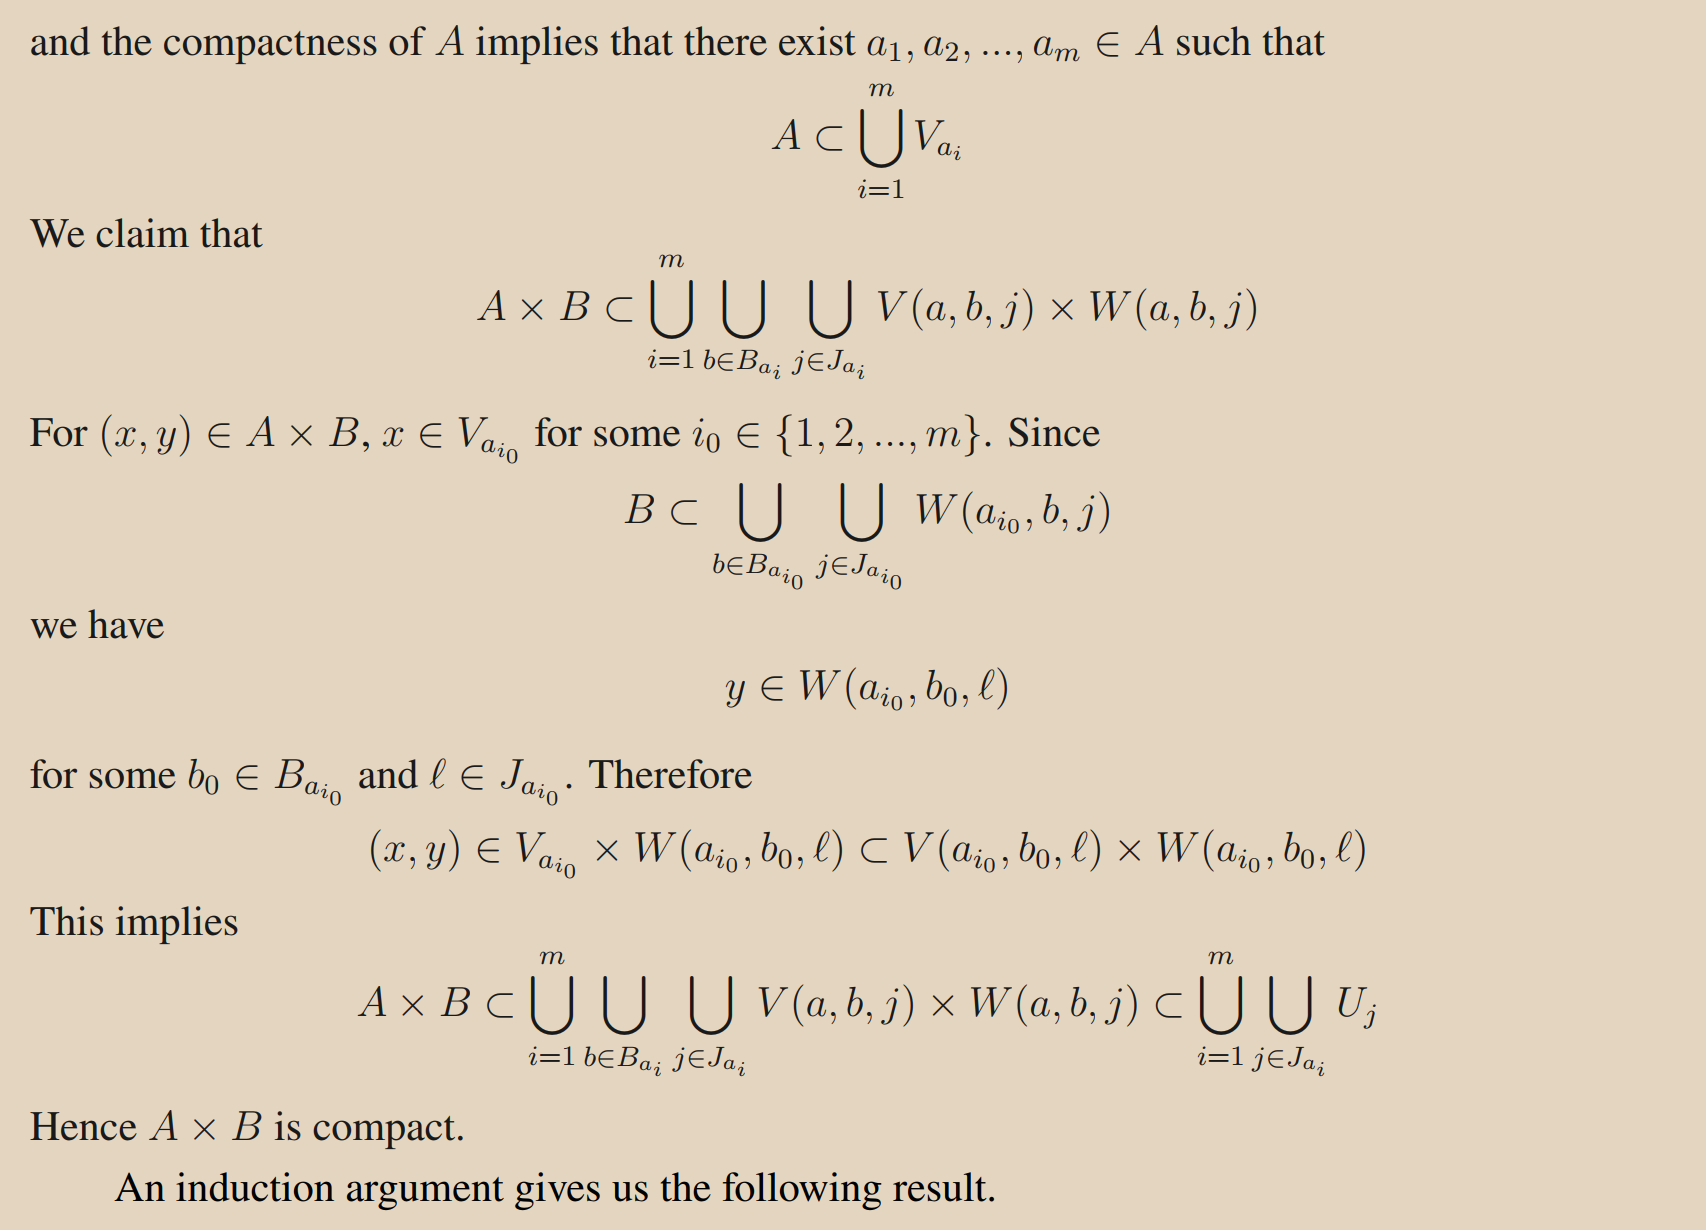 and the compactness of $A$ implies that there exist $a_1, a_2, ..., a_m \in A$ such that
$$A \subset \bigcup_{i=1}^{m} V_{a_i}$$
We claim that
$$A \times B \subset \bigcup_{i=1}^{m} \bigcup_{b \in B_{a_i}} \bigcup_{j \in J_{a_i}} V(a, b, j) \times W(a, b, j)$$
For $(x, y) \in A \times B$, $x \in V_{a_{i_0}}$ for some $i_0 \in \{1, 2, ..., m\}$. Since
$$B \subset \bigcup_{b \in B_{a_{i_0}}} \bigcup_{j \in J_{a_{i_0}}} W(a_{i_0}, b, j)$$
we have
$$y \in W(a_{i_0}, b_0, \ell)$$
for some $b_0 \in B_{a_{i_0}}$ and $\ell \in J_{a_{i_0}}$. Therefore
$$(x, y) \in V_{a_{i_0}} \times W(a_{i_0}, b_0, \ell) \subset V(a_{i_0}, b_0, \ell) \times W(a_{i_0}, b_0, \ell)$$
This implies
$$A \times B \subset \bigcup_{i=1}^{m} \bigcup_{b \in B_{a_i}} \bigcup_{j \in J_{a_i}} V(a, b, j) \times W(a, b, j) \subset \bigcup_{i=1}^{m} \bigcup_{j \in J_{a_i}} U_j$$
Hence $A \times B$ is compact.
An induction argument gives us the following result.